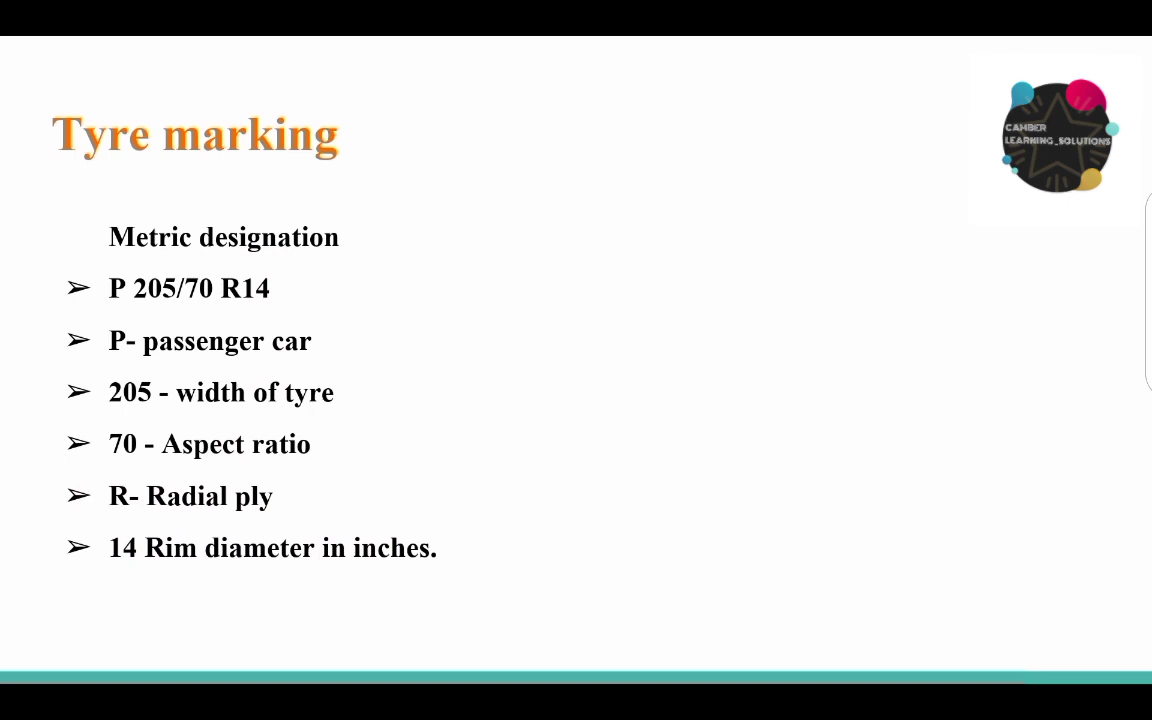 CAMBER
LEARNING_SOLUTIONS
Tyre marking
Metric designation
➢ P 205/70 R14
➢ P- passenger car
➢ 205 - width of tyre
➢ 70 - Aspect ratio
➢ R- Radial ply
➢ 14 Rim diameter in inches.